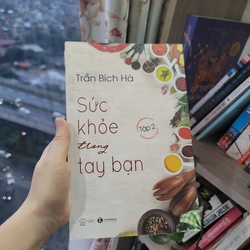 Trần Bích Hà
Sức
khỏe
tập 2
trong
tay bạn